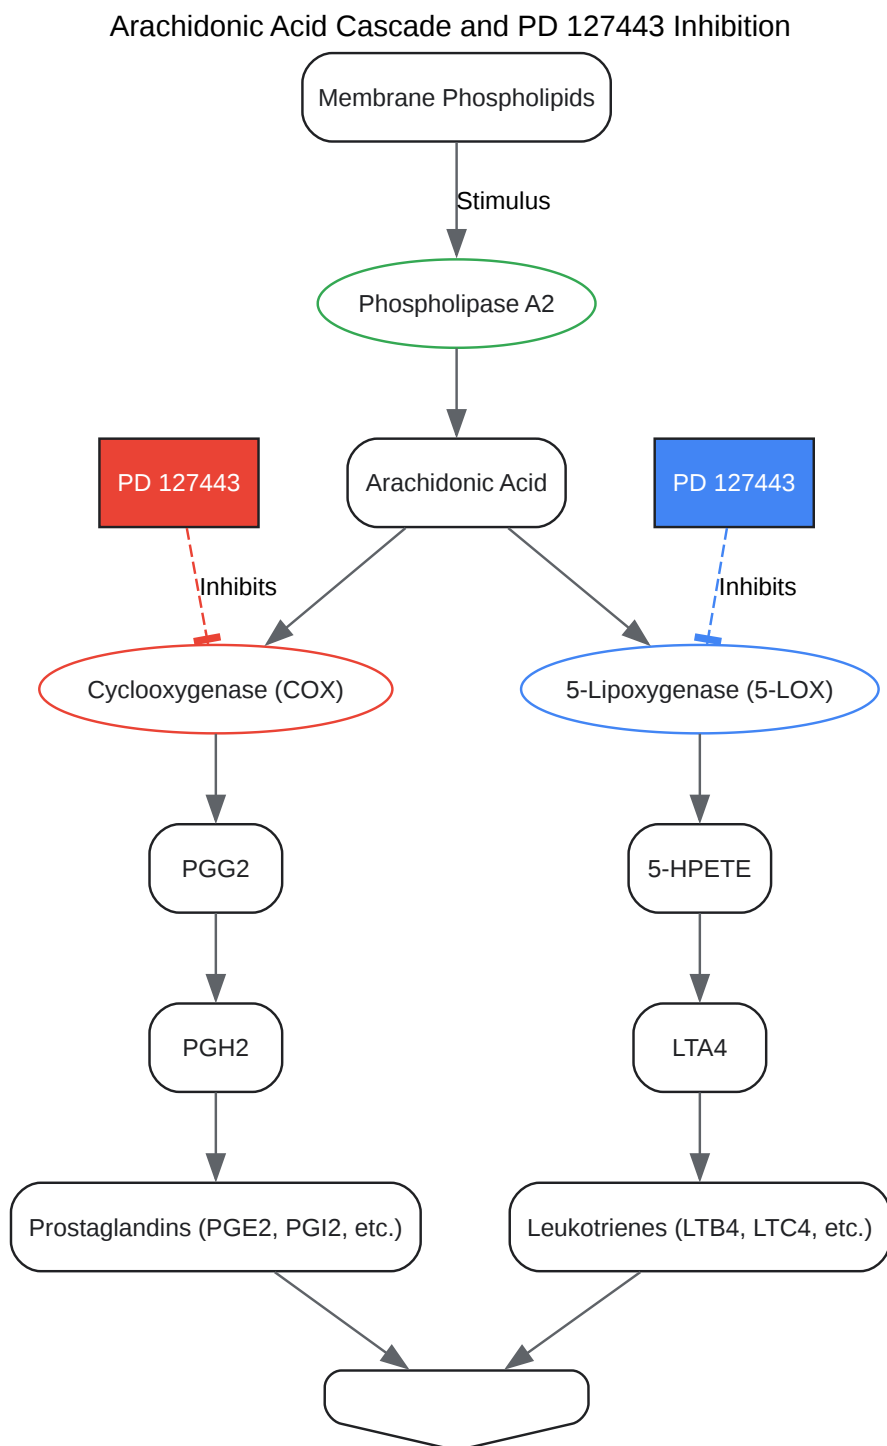 Arachidonic Acid Cascade and PD 127443 Inhibition
Membrane Phospholipids
Stimulus
Phospholipase A2
PD 127443
Arachidonic Acid
PD 127443
Inhibits
Inhibits
Cyclooxygenase (COX)
5-Lipoxygenase (5-LOX)
PGG2
5-HPETE
PGH2
LTA4
Prostaglandins (PGE2, PGI2, etc.)
Leukotrienes (LTB4, LTC4, etc.)